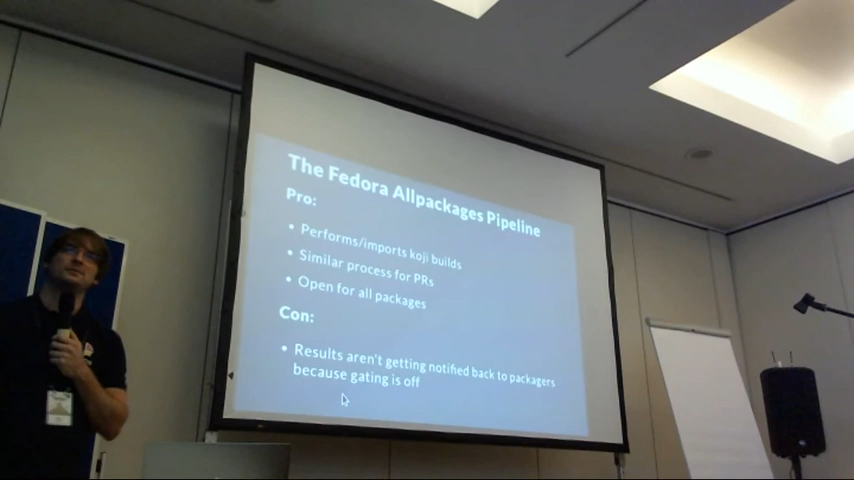 The Fedora Allpackages Pipeline
Pro:
• Performs/imports koji builds
• Similar process for PRs
• Open for all packages
Con:
• Results aren't getting notified back to packagers
because gating is off